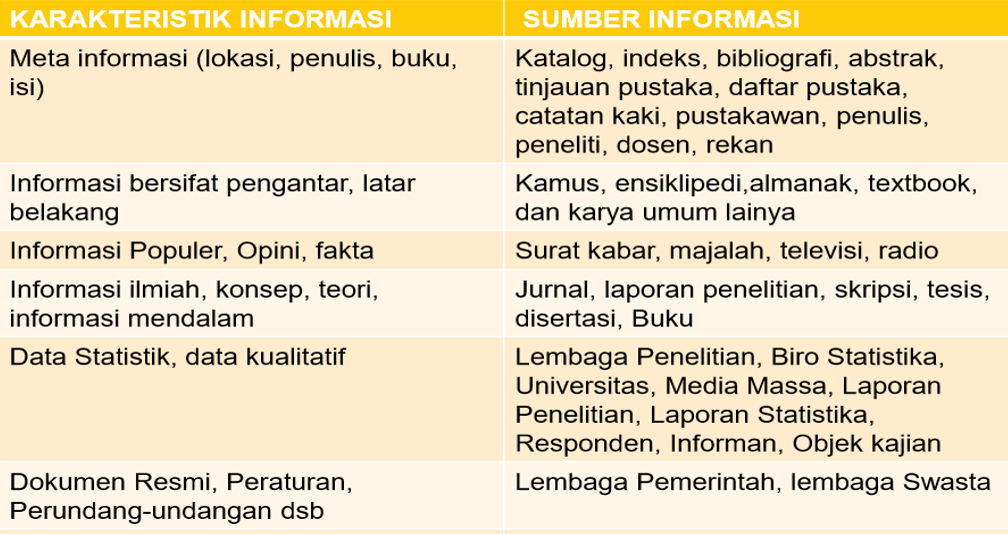 KARAKTERISTIK INFORMASI
SUMBER INFORMASI
Meta informasi (lokasi, penulis, buku,
isi)
Katalog, indeks, bibliografi, abstrak,
tinjauan pustaka, daftar pustaka,
catatan kaki, pustakawan, penulis,
peneliti, dosen, rekan
Informasi bersifat pengantar, latar
belakang
Kamus, ensiklipedi,almanak, textbook,
dan karya umum lainya
Informasi Populer, Opini, fakta
Surat kabar, majalah, televisi, radio
Informasi ilmiah, konsep, teori,
informasi mendalam
Jurnal, laporan penelitian, skripsi, tesis,
disertasi, Buku
Data Statistik, data kualitatif
Lembaga Penelitian, Biro Statistika,
Universitas, Media Massa, Laporan
Penelitian, Laporan Statistika,
Responden, Informan, Objek kajian
Dokumen Resmi, Peraturan,
Perundang-undangan dsb
Lembaga Pemerintah, lembaga Swasta